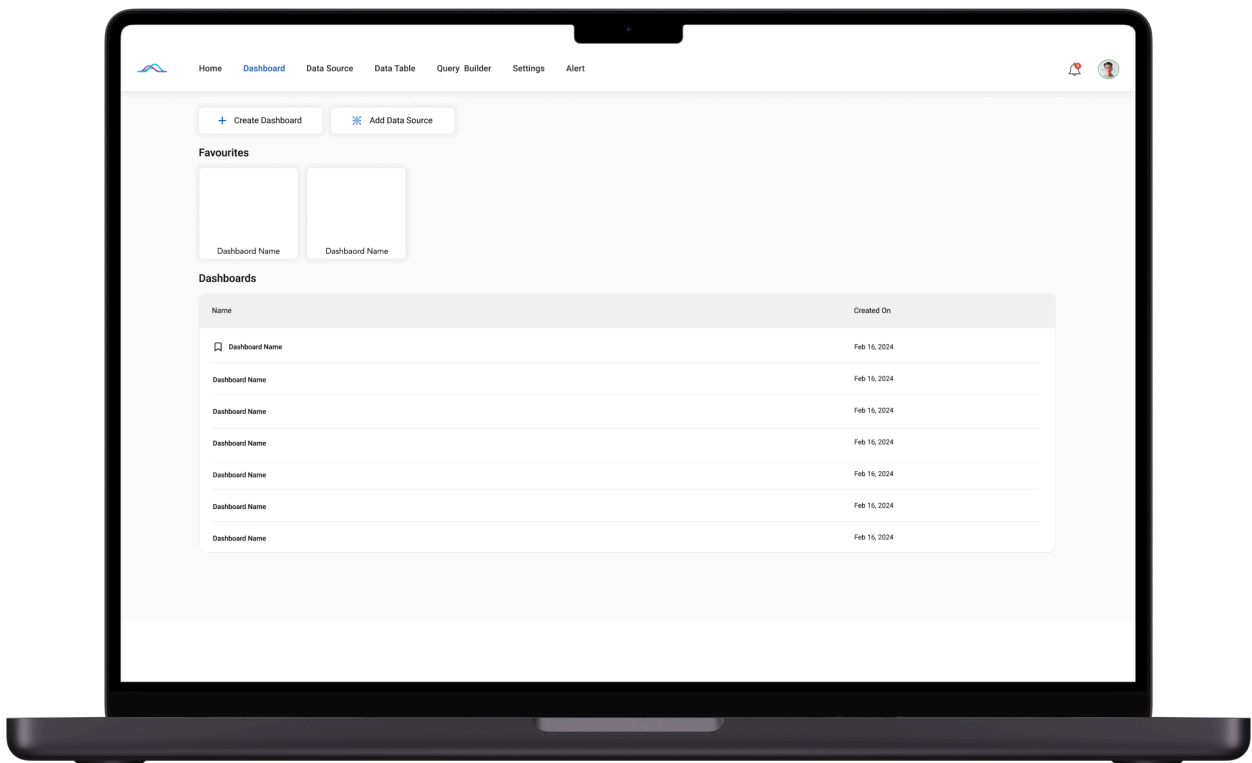 Home Dashboard Data Source Data Table Query Builder Settings Alert
Create Dashboard Add Data Source
Favourites
Dashbaord Name Dashbaord Name
Dashboards
Name Created On
Dashboard Name Feb 16, 2024
Dashboard Name Feb 16, 2024
Dashboard Name Feb 16, 2024
Dashboard Name Feb 16, 2024
Dashboard Name Feb 16, 2024
Dashboard Name Feb 16, 2024
Dashboard Name Feb 16, 2024